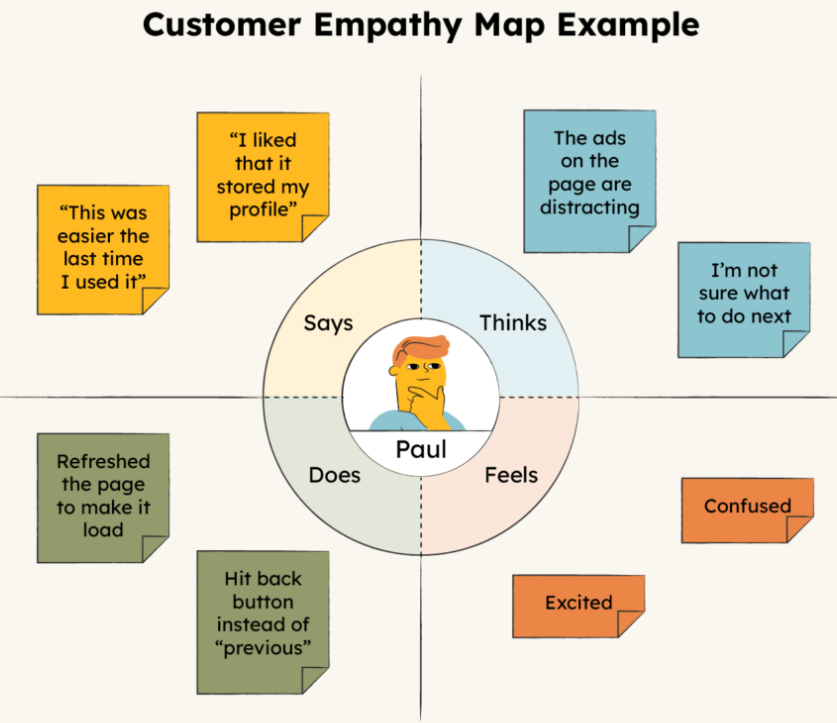 Customer Empathy Map Example
“I liked
that it
stored my
profile”
“This was
easier the
last time
I used it”
The ads
on the
page are
distracting
I’m not
sure what
to do next
Says
Thinks
Paul
Does
Feels
Refreshed
the page
to make it
load
Hit back
button
instead of
“previous”
Confused
Excited